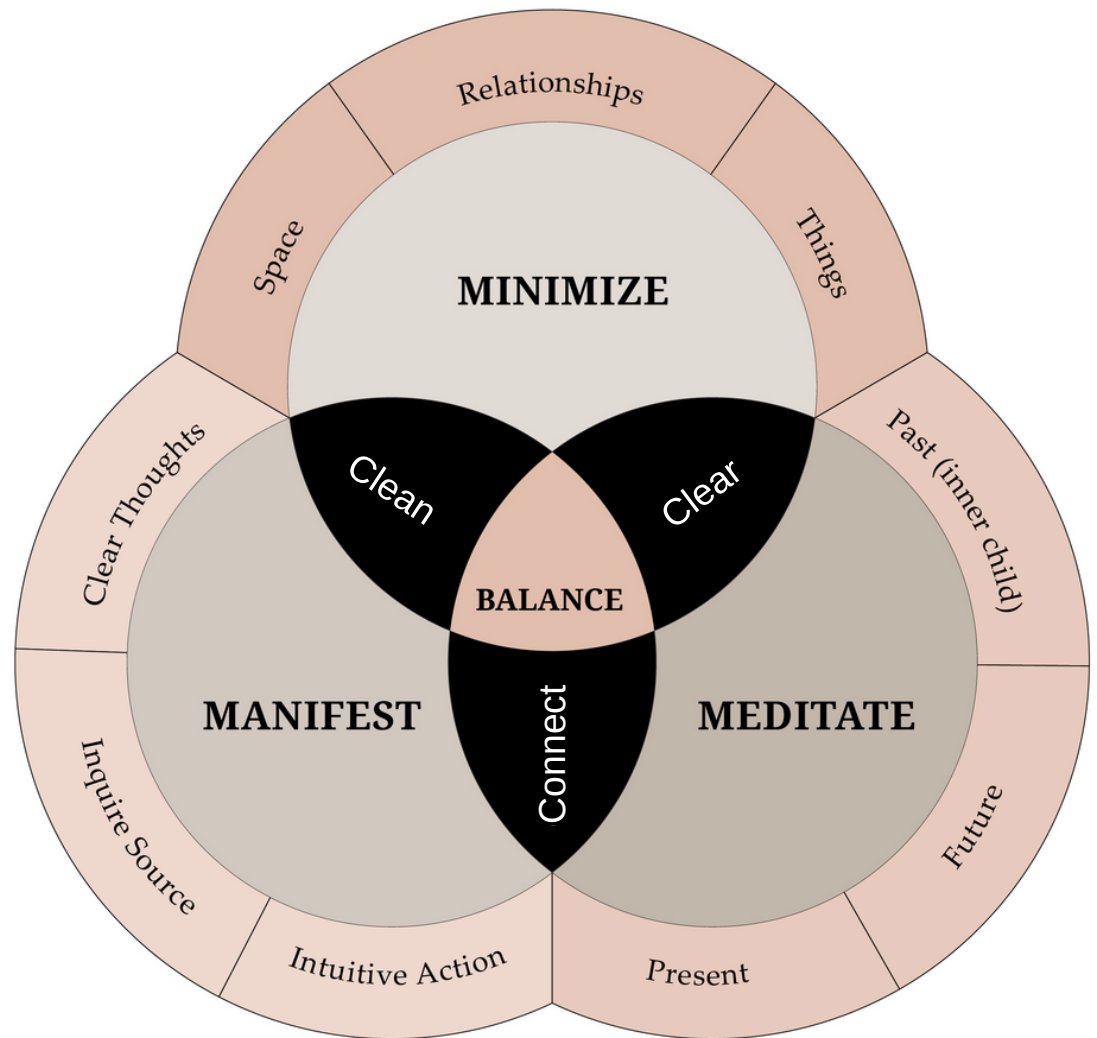 Relationships
Space
Things
MINIMIZE
Clear Thoughts
Past (inner child)
Clean
Clear
BALANCE
MANIFEST
MEDITATE
Connect
Inquire Source
Future
Intuitive Action
Present